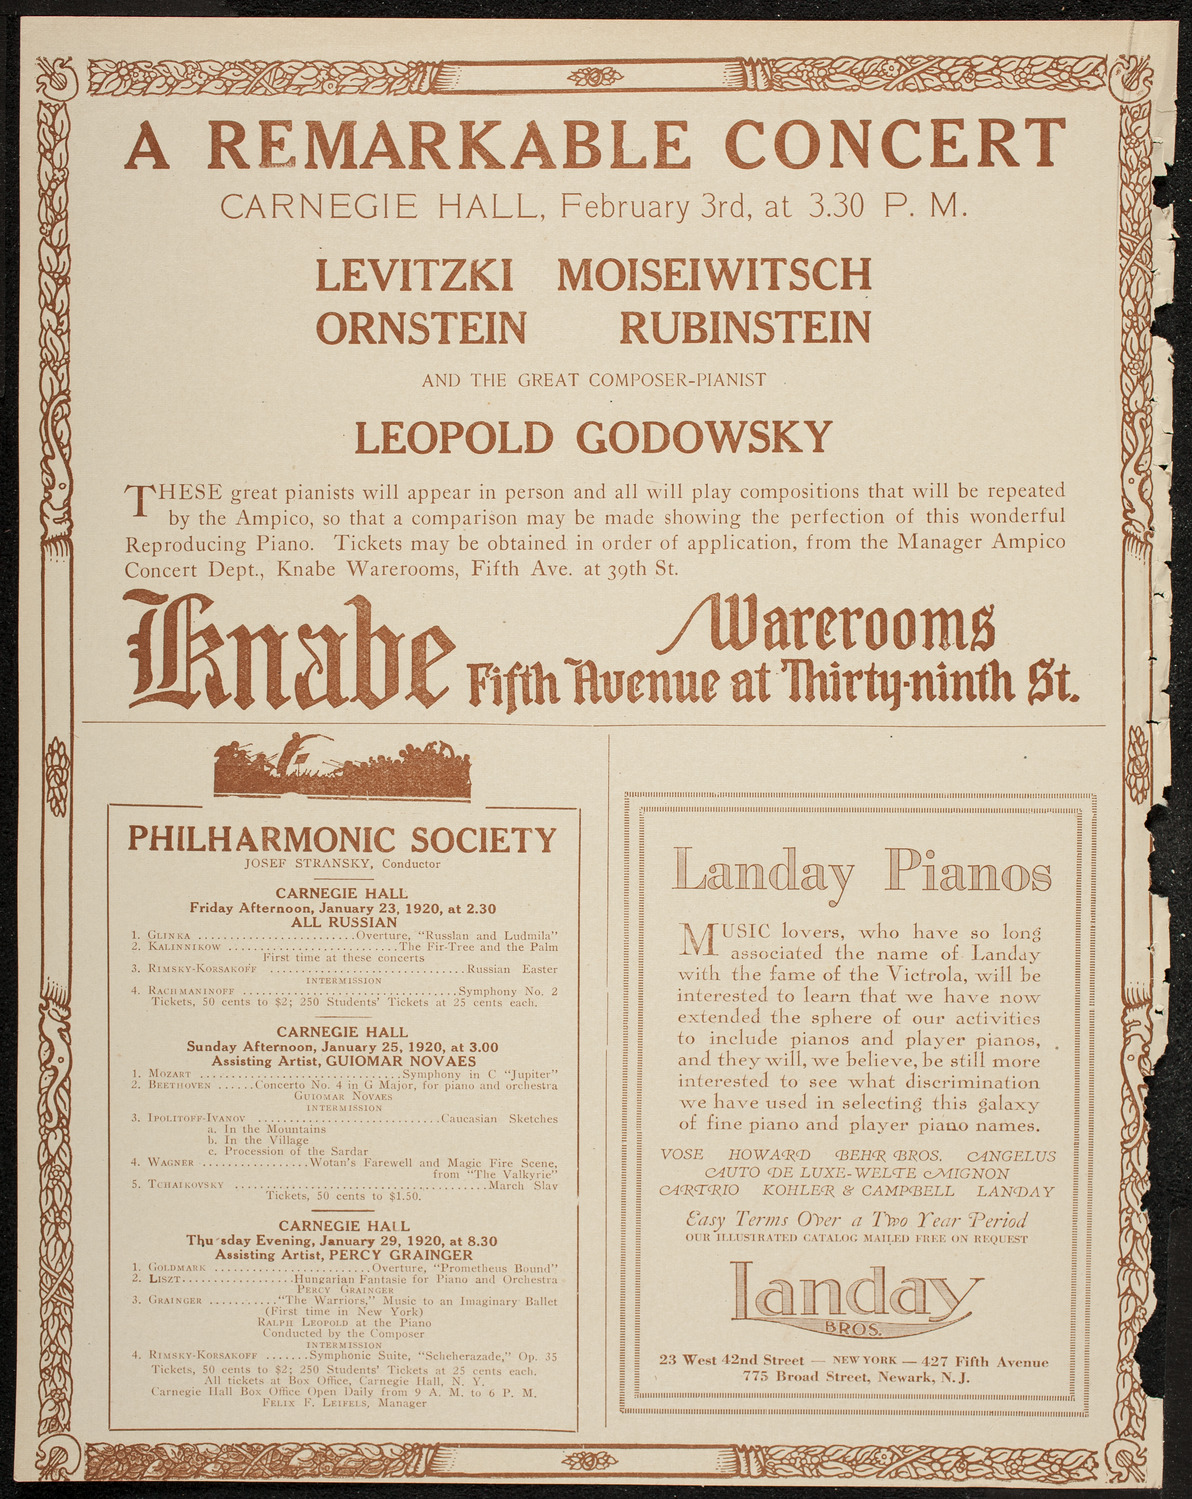 A REMARKABLE CONCERT
CARNEGIE HALL, February 3rd, at 3.30 P. M.
LEVITZKI MOISEIWITSCH
ORNSTEIN RUBINSTEIN
AND THE GREAT COMPOSER-PIANIST
LEOPOLD GODOWSKY
THESE great pianists will appear in person and all will play compositions that will be repeated
by the Ampico, so that a comparison may be made showing the perfection of this wonderful
Reproducing Piano. Tickets may be obtained in order of application, from the Manager Ampico
Concert Dept., Knabe Warerooms, Fifth Ave. at 39th St.
Knabe Warerooms
Fifth Avenue at Thirty-ninth St.
PHILHARMONIC SOCIETY
JOSEF STRANSKY, Conductor
CARNEGIE HALL
Friday Afternoon, January 23, 1920, at 2.30
ALL RUSSIAN
1. GLINKA ........................Overture, "Russlan and Ludmila"
2. KALINNIKOW ..........................The Fir-Tree and the Palm
First time at these concerts
3. RIMSKY-KORSAKOFF ..............................Russian Easter
INTERMISSION
4. RACHMANINOFF .................................Symphony No. 2
Tickets, 50 cents to $2; 250 Students' Tickets at 25 cents each.
CARNEGIE HALL
Sunday Afternoon, January 25, 1920, at 3.00
Assisting Artist, GUIOMAR NOVAES
1. MOZART ...............................Symphony in C "Jupiter"
2. BEETHOVEN ......Concerto No. 4 in G Major, for piano and orchestra
GUIOMAR NOVAES
INTERMISSION
3. IPOLITOFF-IVANOV ............................Caucasian Sketches
a. In the Mountains
b. In the Village
c. Procession of the Sardar
4. WAGNER ................Wotan's Farewell and Magic Fire Scene,
from "The Valkyrie"
5. TCHAIKOVSKY .......................................March Slav
Tickets, 50 cents to $1.50.
CARNEGIE HALL
Thu sday Evening, January 29, 1920, at 8.30
Assisting Artist, PERCY GRAINGER
1. GOLDMARK ........................Overture, "Prometheus Bound"
2. LISZT.................Hungarian Fantasie for Piano and Orchestra
PERCY GRAINGER
3. GRAINGER ..........."The Warriors," Music to an Imaginary Ballet
(First time in New York)
RALPH LEOPOLD at the Piano
Conducted by the Composer
INTERMISSION
4. RIMSKY-KORSAKOFF .......Symphonic Suite, "Scheherazade," Op. 35
Tickets, 50 cents to $2; 250 Students' Tickets at 25 cents each.
All tickets at Box Office, Carnegie Hall, N. Y.
Carnegie Hall Box Office Open Daily from 9 A. M. to 6 P. M.
FELIX F. LEIFELS, Manager
Landay Pianos
MUSIC lovers, who have so long
associated the name of Landay
with the fame of the Victrola, will be
interested to learn that we have now
extended the sphere of our activities
to include pianos and player pianos,
and they will, we believe, be still more
interested to see what discrimination
we have used in selecting this galaxy
of fine piano and player piano names.
VOSE HOWARD BEHR BROS. ANGELUS
AUTO DE LUXE-WELTE MIGNON
ARTRIO KOHLER & CAMPBELL LANDAY
Easy Terms Over a Two Year Period
OUR ILLUSTRATED CATALOG MAILED FREE ON REQUEST
Landay
BROS.
23 West 42nd Street — NEW YORK — 427 Fifth Avenue
775 Broad Street, Newark, N.J.